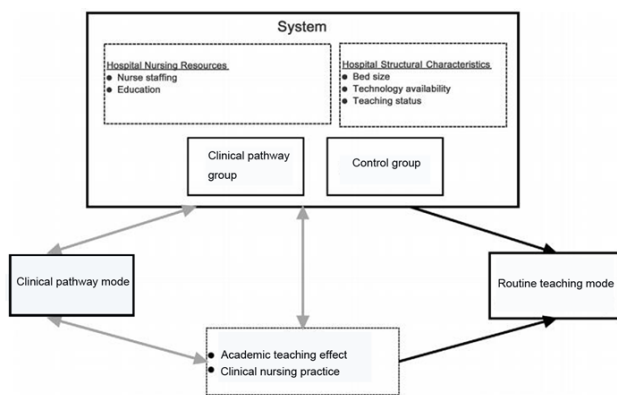 System
Hospital Nursing Resources
Nurse staffing
Education
Hospital Structural Characteristics
Bed size
Technology availability
Teaching status
Clinical pathway
group
Control group
Clinical pathway mode
Routine teaching mode
Academic teaching effect
Clinical nursing practice